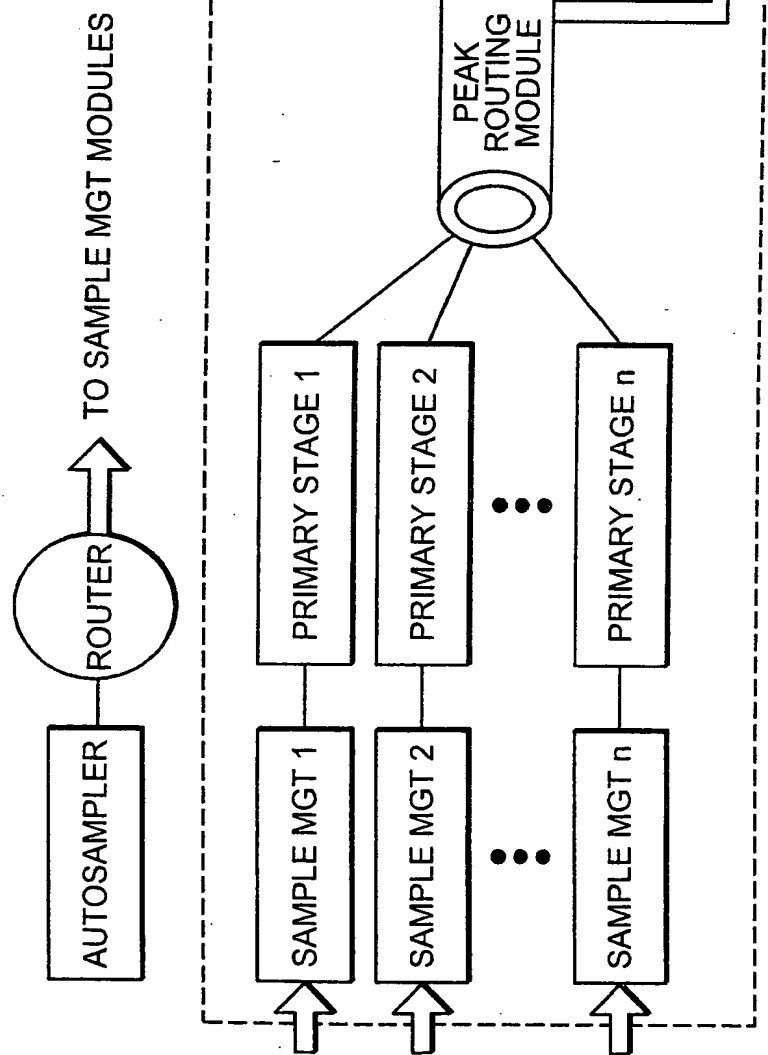 AUTOSAMPLER
ROUTER
TO SAMPLE MGT MODULES
SAMPLE MGT 1
PRIMARY STAGE 1
SAMPLE MGT 2
PRIMARY STAGE 2
SAMPLE MGT n
PRIMARY STAGE n
PEAK
ROUTING
MODULE